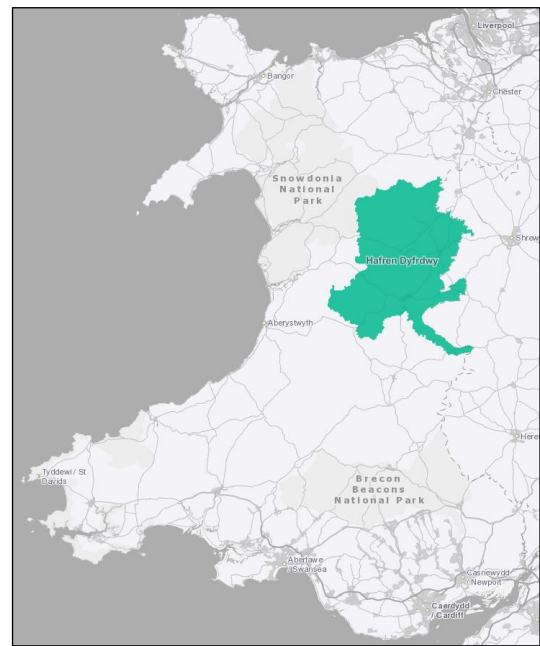 Liverpool
Bangor
Chester
Snowdonia
National
Park
Hafren Dyfrdwy
Aberystwyth
Brecon
Beacons
National Park
Tyddewi / St
Davids
Abertawe
/ Swansea
Casnewydd
/ Newport
Caerdydd
/ Cardiff